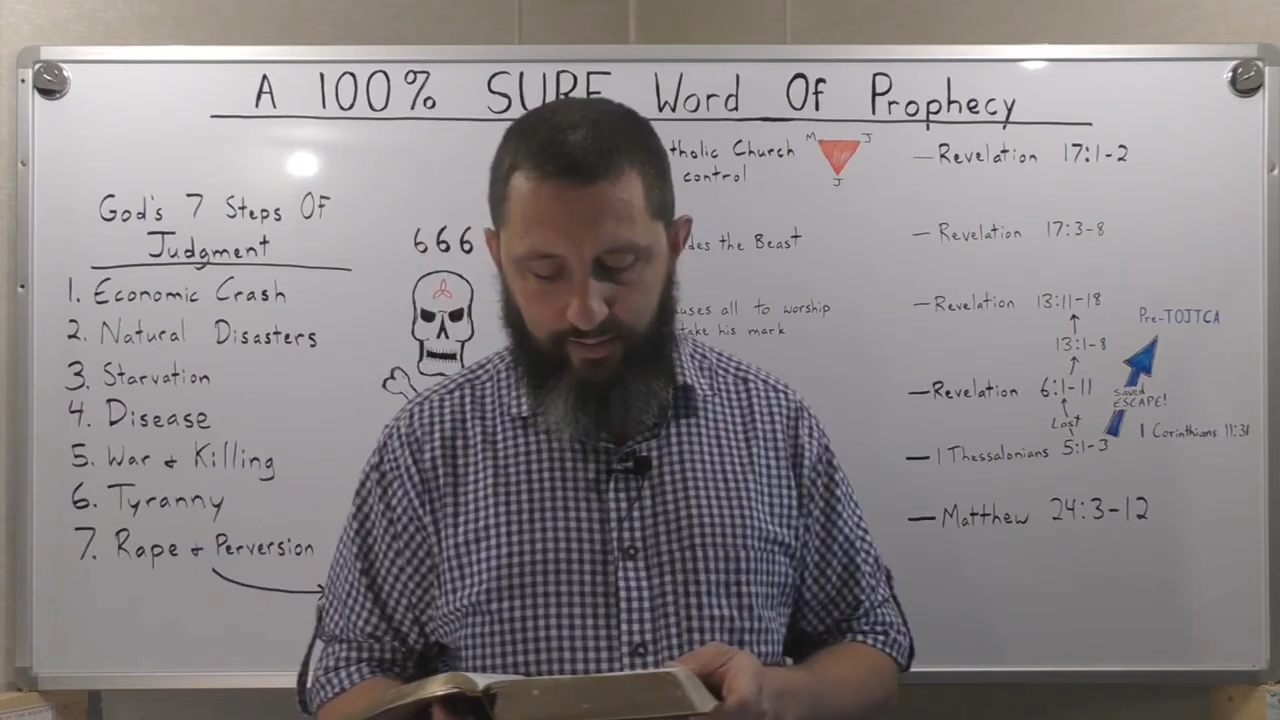 A 100% SURE Word Of Prophecy
God's 7 Steps Of
Judgment
1. Economic Crash
2. Natural Disasters
3. Starvation
4. Disease
5. War & Killing
6. Tyranny
7. Rape & Perversion
666
tholic Church
control
M J
J
des the Beast
uses all to worship
take his mark
— Revelation 17:1-2
— Revelation 17:3-8
— Revelation 13:11-18
13:1-8
— Revelation 6:1-11
Lost
— 1 Thessalonians 5:1-3
— Matthew 24:3-12
Pre-TOJTCA
Saved
ESCAPE!
1 Corinthians 11:31